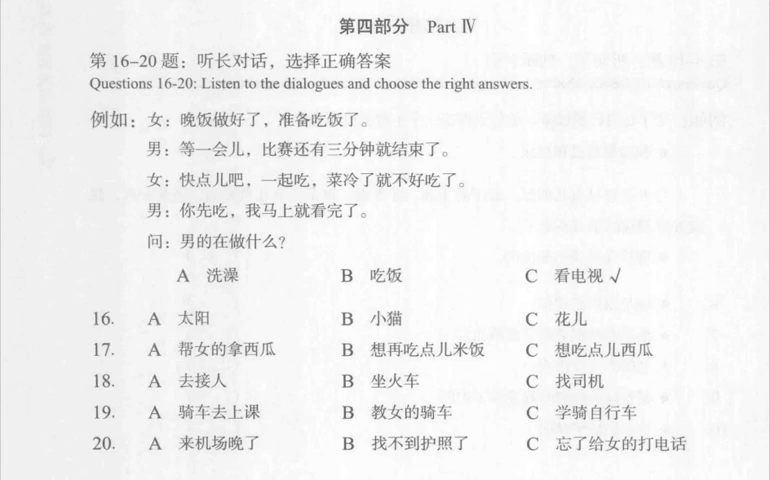 第四部分 Part Ⅳ
第16-20题：听长对话，选择正确答案
Questions 16-20: Listen to the dialogues and choose the right answers.
例如：女：晚饭做好了，准备吃饭了。
男：等一会儿，比赛还有三分钟就结束了。
女：快点儿吧，一起吃，菜冷了就不好吃了。
男：你先吃，我马上就看完了。
问：男的在做什么？
A 洗澡 B 吃饭 C 看电视 √
16. A 太阳 B 小猫 C 花儿
17. A 帮女的拿西瓜 B 想再吃点儿米饭 C 想吃点儿西瓜
18. A 去接人 B 坐火车 C 找司机
19. A 骑车去上课 B 教女的骑车 C 学骑自行车
20. A 来机场晚了 B 找不到护照了 C 忘了给女的打电话